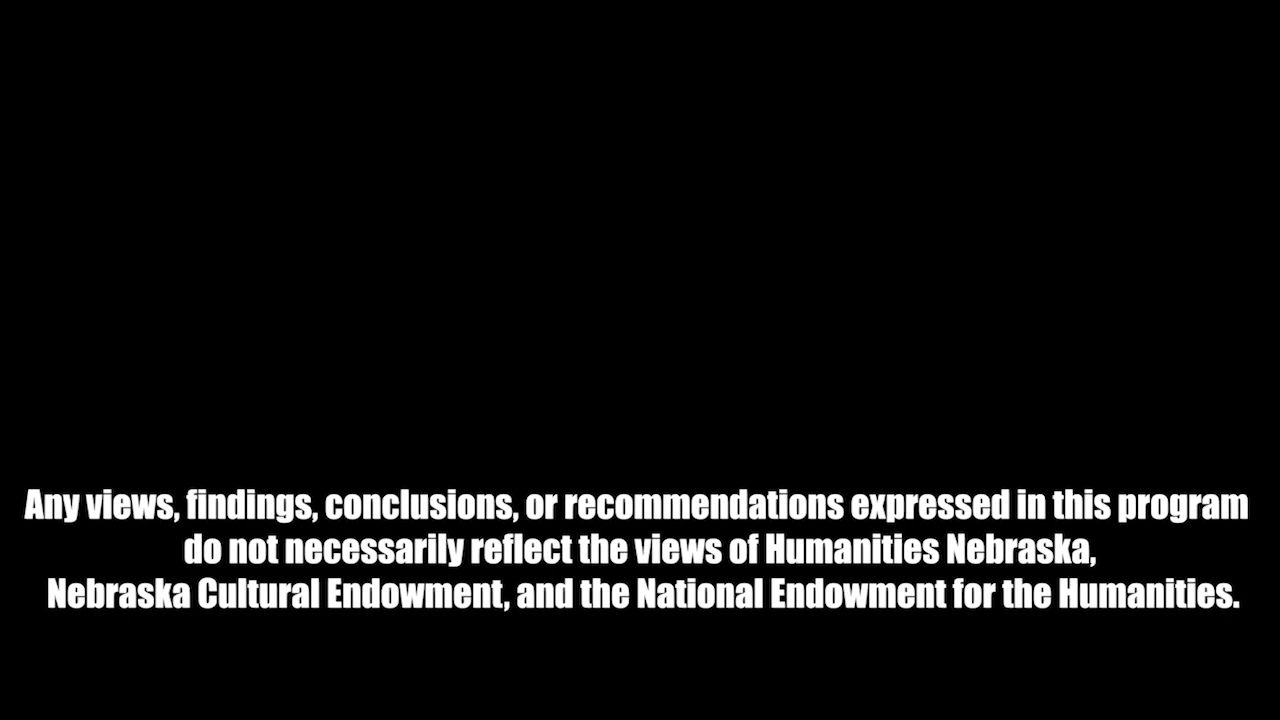 Any views, findings, conclusions, or recommendations expressed in this program
do not necessarily reflect the views of Humanities Nebraska,
Nebraska Cultural Endowment, and the National Endowment for the Humanities.